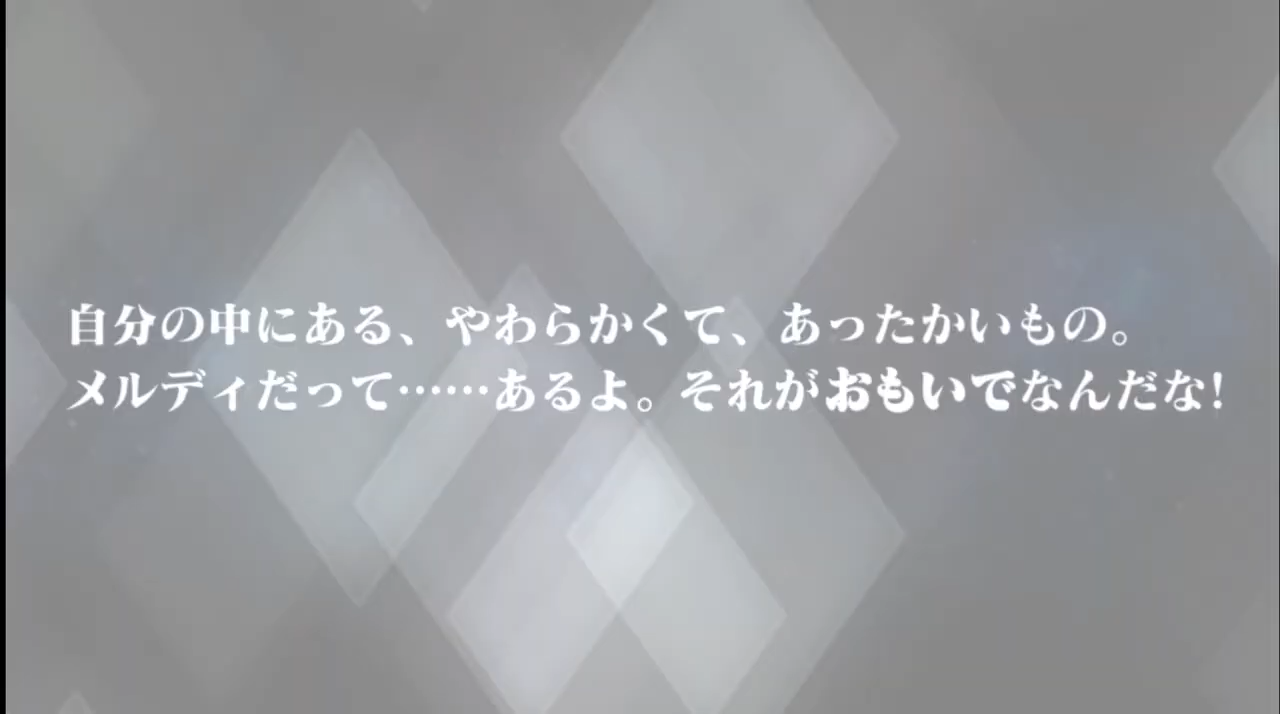 自分の中にある、やわらかくて、あったかいもの。
メルディだって……あるよ。それがおもいでなんだな!